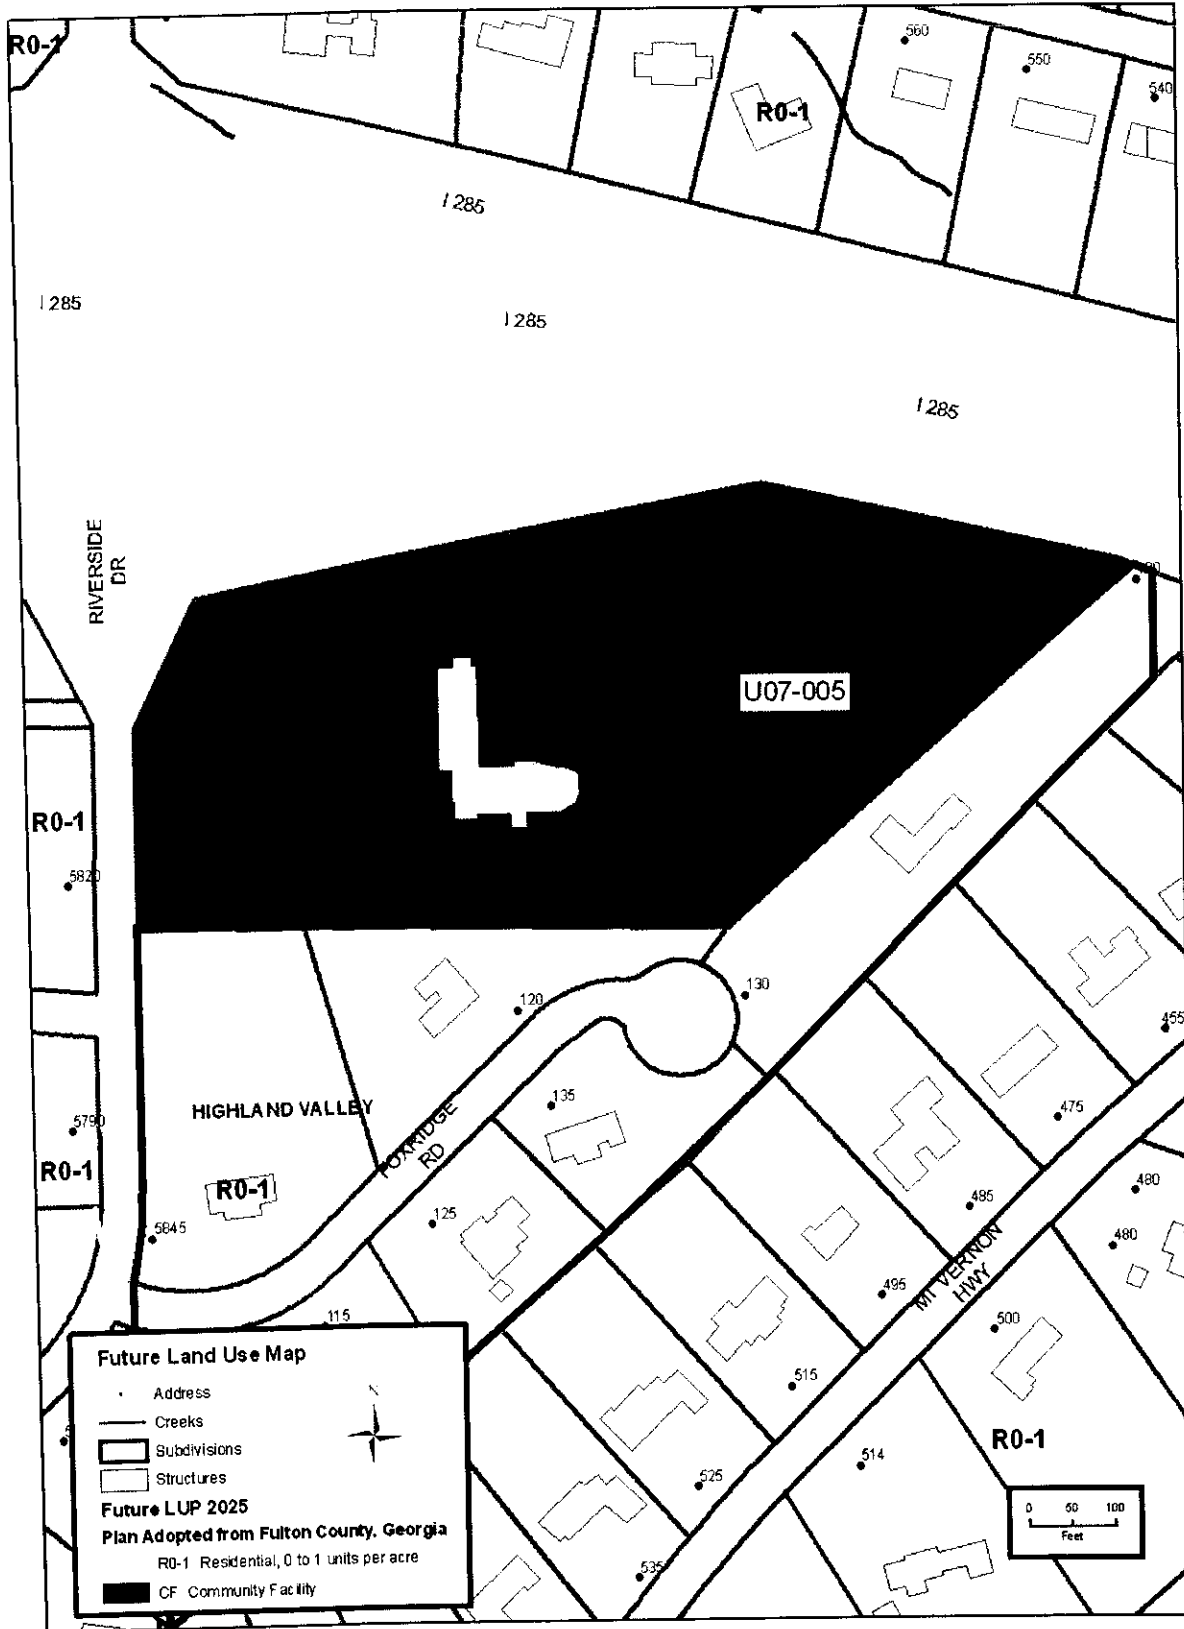 R0-1
560
550
540
R0-1
I 285
I 285
I 285
I 285
RIVERSIDE
DR
U07-005
R0-1
5820
130
120
455
HIGHLAND VALLEY
FOXRIDGE
RD
135
475
5790
R0-1
R0-1
480
485
125
5845
480
MT VERNON
HWY
495
500
115
515
R0-1
514
525
535
Future Land Use Map
Address
N
Creeks
Subdivisions
Structures
Future LUP 2025
Plan Adopted from Fulton County, Georgia
R0-1 Residential, 0 to 1 units per acre
CF Community Facility
0 50 100
Feet